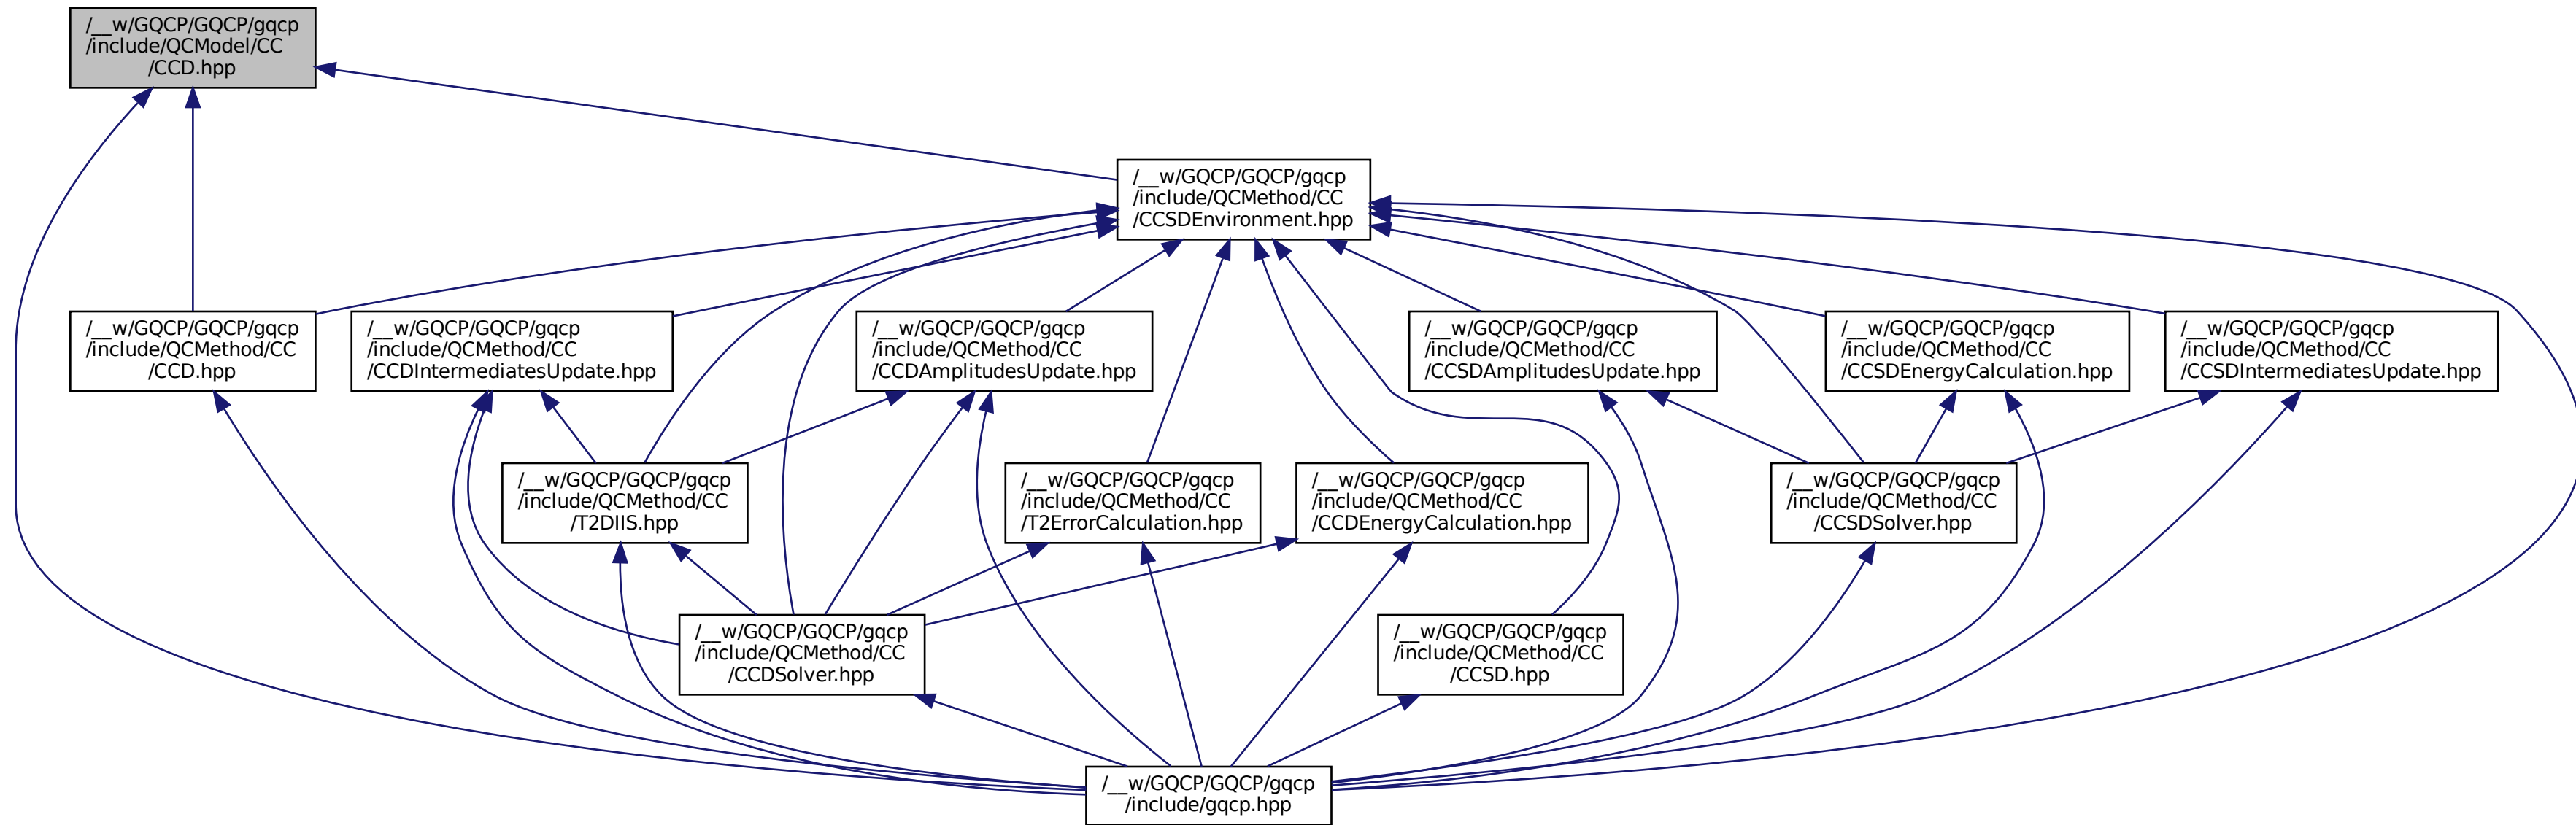 /__w/GQCP/GQCP/gqcp
/include/QCModel/CC
/CCD.hpp
/__w/GQCP/GQCP/gqcp
/include/QCMethod/CC
/CCSDEnvironment.hpp
/__w/GQCP/GQCP/gqcp
/include/QCMethod/CC
/CCD.hpp
/__w/GQCP/GQCP/gqcp
/include/QCMethod/CC
/CCDIntermediatesUpdate.hpp
/__w/GQCP/GQCP/gqcp
/include/QCMethod/CC
/CCDAmplitudesUpdate.hpp
/__w/GQCP/GQCP/gqcp
/include/QCMethod/CC
/CCSDAmplitudesUpdate.hpp
/__w/GQCP/GQCP/gqcp
/include/QCMethod/CC
/CCSDEnergyCalculation.hpp
/__w/GQCP/GQCP/gqcp
/include/QCMethod/CC
/CCSDIntermediatesUpdate.hpp
/__w/GQCP/GQCP/gqcp
/include/QCMethod/CC
/T2DIIS.hpp
/__w/GQCP/GQCP/gqcp
/include/QCMethod/CC
/T2ErrorCalculation.hpp
/__w/GQCP/GQCP/gqcp
/include/QCMethod/CC
/CCDEnergyCalculation.hpp
/__w/GQCP/GQCP/gqcp
/include/QCMethod/CC
/CCSDSolver.hpp
/__w/GQCP/GQCP/gqcp
/include/QCMethod/CC
/CCDSolver.hpp
/__w/GQCP/GQCP/gqcp
/include/QCMethod/CC
/CCSD.hpp
/__w/GQCP/GQCP/gqcp
/include/gqcp.hpp